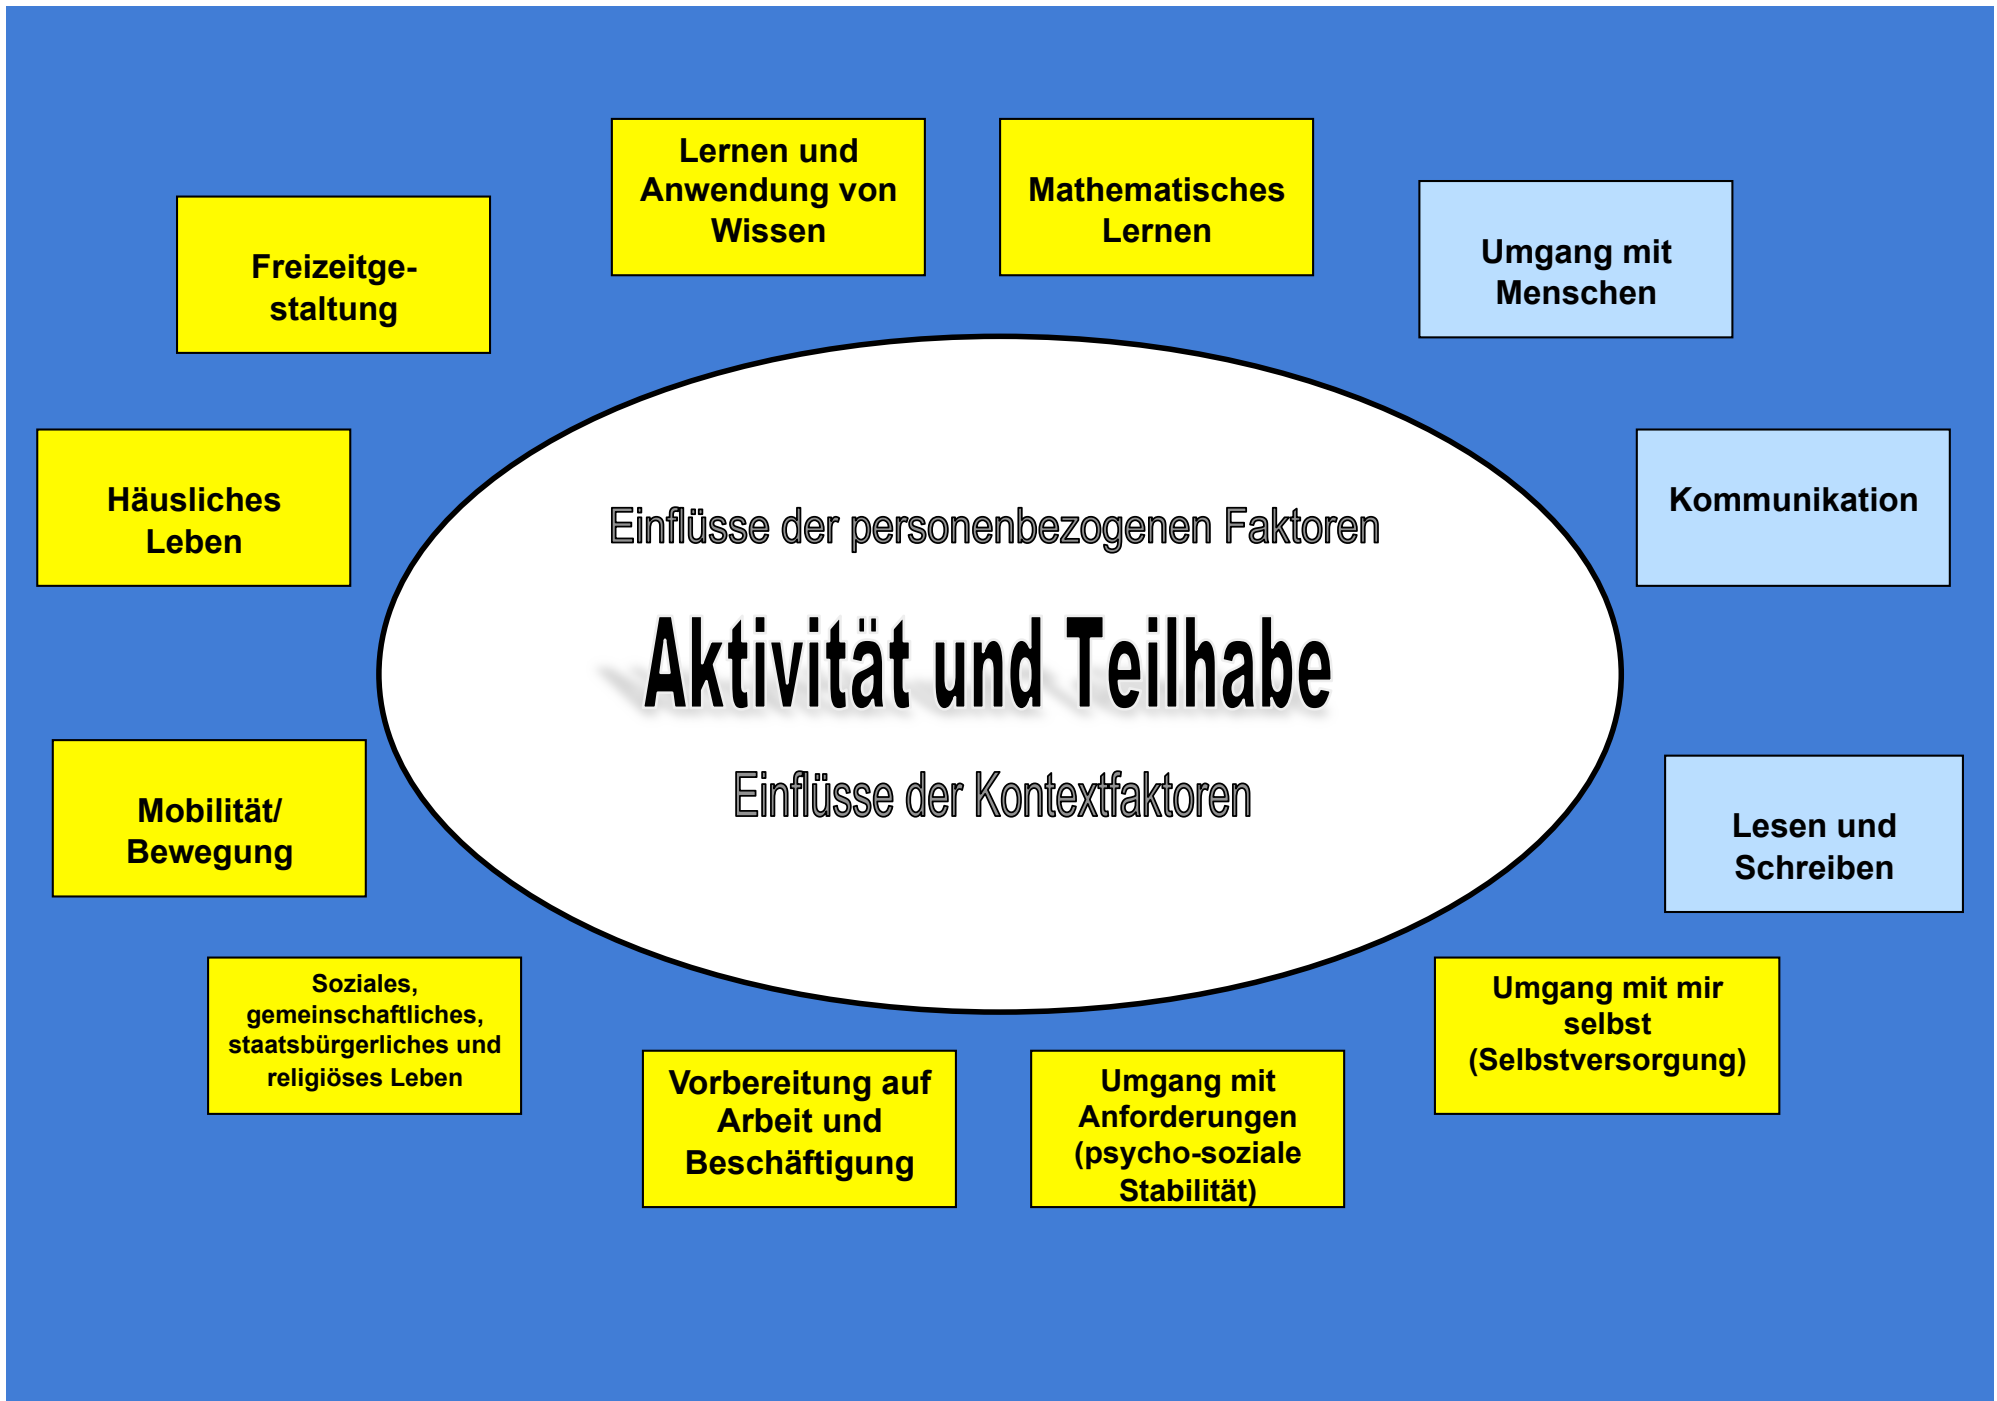 Lernen und
Anwendung von
Wissen
Mathematisches
Lernen
Umgang mit
Menschen
Freizeitge-
staltung
Häusliches
Leben
Kommunikation
Einflüsse der personenbezogenen Faktoren
Aktivität und Teilhabe
Einflüsse der Kontextfaktoren
Mobilität/
Bewegung
Lesen und
Schreiben
Soziales,
gemeinschaftliches,
staatsbürgerliches und
religiöses Leben
Umgang mit mir
selbst
(Selbstversorgung)
Vorbereitung auf
Arbeit und
Beschäftigung
Umgang mit
Anforderungen
(psycho-soziale
Stabilität)